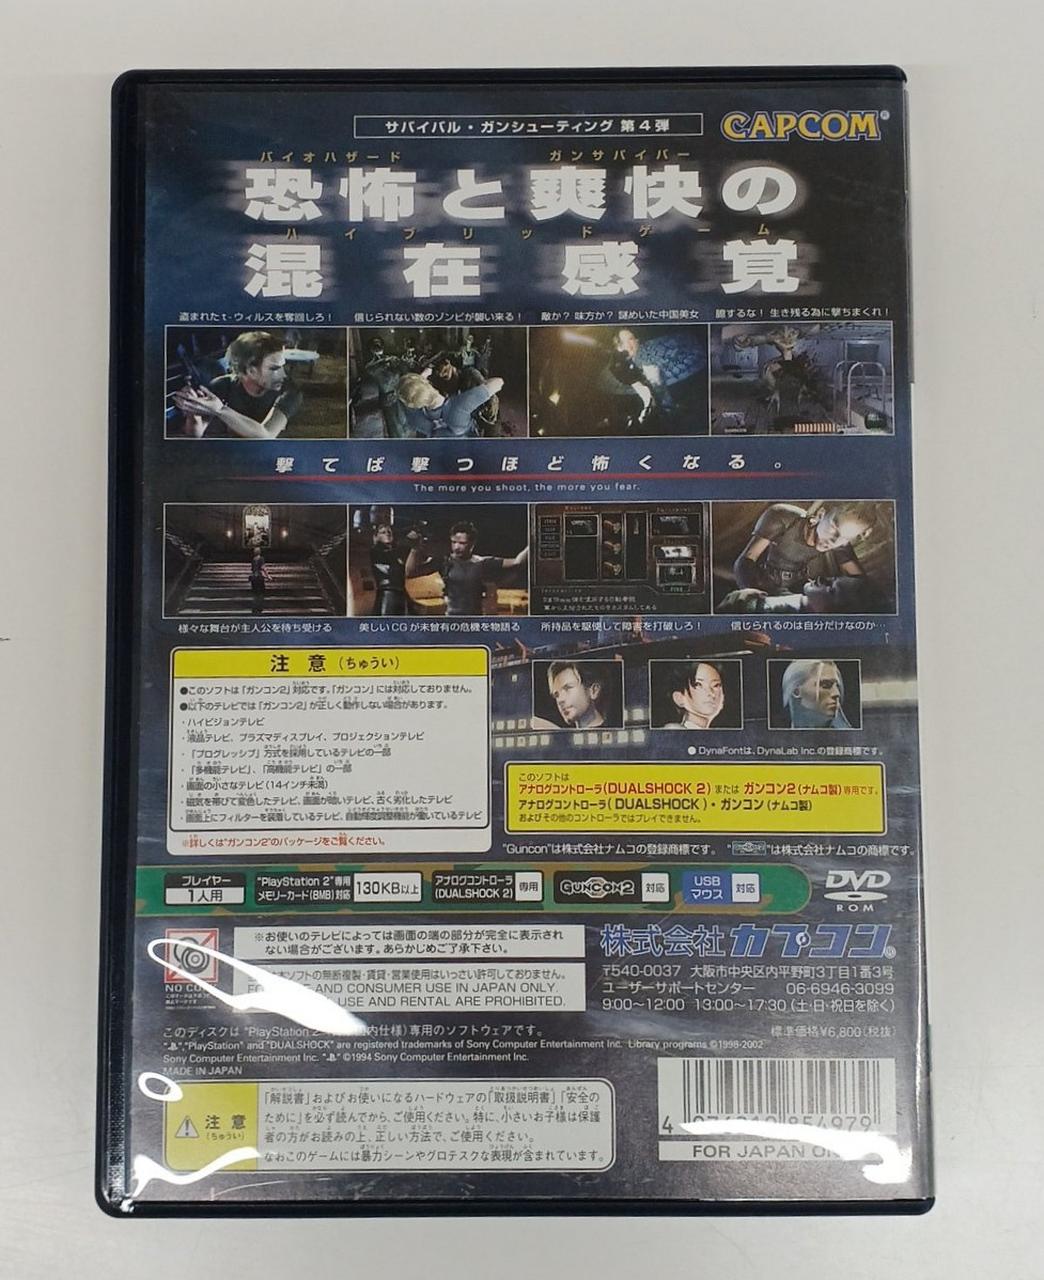 サバイバル・ガンシューティング 第4弾
CAPCOM®
バイオハザード ガンサバイバー
恐怖と爽快の
ハイブリッドゲーム
混在感覚
盗まれたt-ウィルスを奪回しろ！ 信じられない数のゾンビが襲い来る！ 敵か？ 味方か？ 謎めいた中国美女 臆するな！ 生き残る為に撃ちまくれ！
撃てば撃つほど怖くなる。
The more you shoot, the more you fear.
様々な舞台が主人公を待ち受ける 美しいCGが未曾有の危機を物語る 所持品を駆使して障害を打破しろ！ 信じられるのは自分だけなのか…
注意（ちゅうい）
●このソフトは「ガンコン2」対応です。「ガンコン」には対応しておりません。
●以下のテレビでは「ガンコン2」が正しく動作しない場合があります。
・ハイビジョンテレビ
・液晶テレビ、プラズマディスプレイ、プロジェクションテレビ
・「プログレッシブ」方式を採用しているテレビの一部
・「多機能テレビ」、「高機能テレビ」の一部
・画面の小さなテレビ（14インチ未満）
・磁気を帯びて変色したテレビ、画面が暗いテレビ、古く劣化したテレビ
・画面上にフィルターを装着しているテレビ、自動輝度調整機能が働いているテレビ
※詳しくは"ガンコン2"のパッケージをご覧ください。
● DynaFontは、DynaLab Inc.の登録商標です。
このソフトは
アナログコントローラ（DUALSHOCK 2）または ガンコン2（ナムコ製）専用です。
アナログコントローラ（DUALSHOCK）・ガンコン（ナムコ製）
およびその他のコントローラではプレイできません。
"Guncon"は株式会社ナムコの登録商標です。 "は株式会社ナムコの商標です。
プレイヤー
1人用
"PlayStation 2"専用
メモリーカード（8MB）対応
130KB以上
アナログコントローラ
（DUALSHOCK 2）
専用
GUNCON2 対応
USB
マウス
対応
DVD
ROM
※お使いのテレビによっては画面の端の部分が完全に表示され
ない場合がございます。あらかじめご了承下さい。
本ソフトの無断複製・賃貸・営業使用はいっさい許可しておりません。
AND CONSUMER USE IN JAPAN ONLY.
USE AND RENTAL ARE PROHIBITED.
株式会社カプコン®
〒540-0037 大阪市中央区内平野町3丁目1番3号
ユーザーサポートセンター 06-6946-3099
9:00〜12:00 13:00〜17:30（土・日・祝日を除く）
標準価格¥6,800（税抜）
このディスクは "PlayStation 2 国内仕様）専用のソフトウェアです。
"PlayStation" and "DUALSHOCK" are registered trademarks of Sony Computer Entertainment Inc. Library programs ©1998-2002
Sony Computer Entertainment Inc. ©1994 Sony Computer Entertainment Inc.
MADE IN JAPAN
注意
（ちゅうい）
「解説書」およびお使いになるハードウェアの「取扱説明書」「安全の
ために」を必ず読んでから、ご使用ください。特に、小さいお子様は保護
者の方がお読みの上、正しい方法で、ご使用ください。
なおこのゲームには暴力シーンやグロテスクな表現が含まれています。
FOR JAPAN